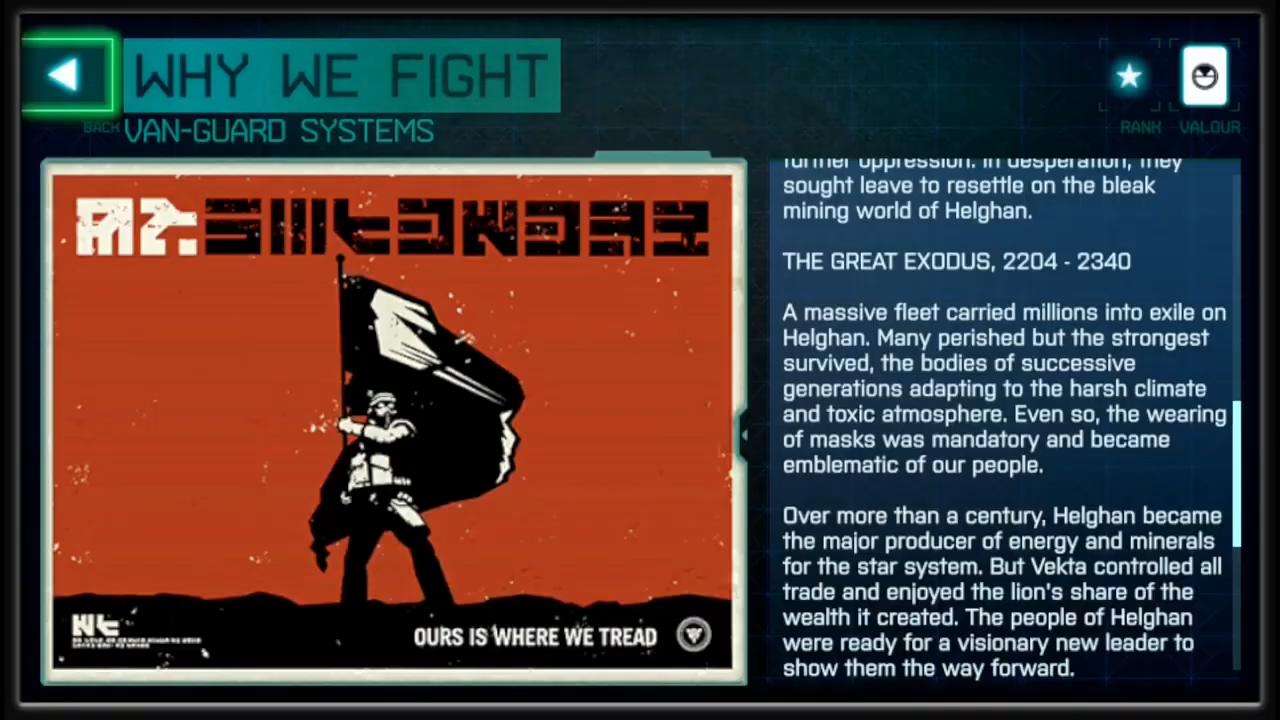 WHY WE FIGHT
BACK
VAN-GUARD SYSTEMS
RANK
VALOUR
OURS IS WHERE WE TREAD
further oppression. In desperation, they
sought leave to resettle on the bleak
mining world of Helghan.
THE GREAT EXODUS, 2204 - 2340
A massive fleet carried millions into exile on
Helghan. Many perished but the strongest
survived, the bodies of successive
generations adapting to the harsh climate
and toxic atmosphere. Even so, the wearing
of masks was mandatory and became
emblematic of our people.
Over more than a century, Helghan became
the major producer of energy and minerals
for the star system. But Vekta controlled all
trade and enjoyed the lion's share of the
wealth it created. The people of Helghan
were ready for a visionary new leader to
show them the way forward.